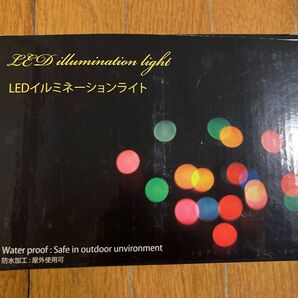 LED illumination light
LEDイルミネーションライト
Water proof : Safe in outdoor unvironment
防水加工 : 屋外使用可